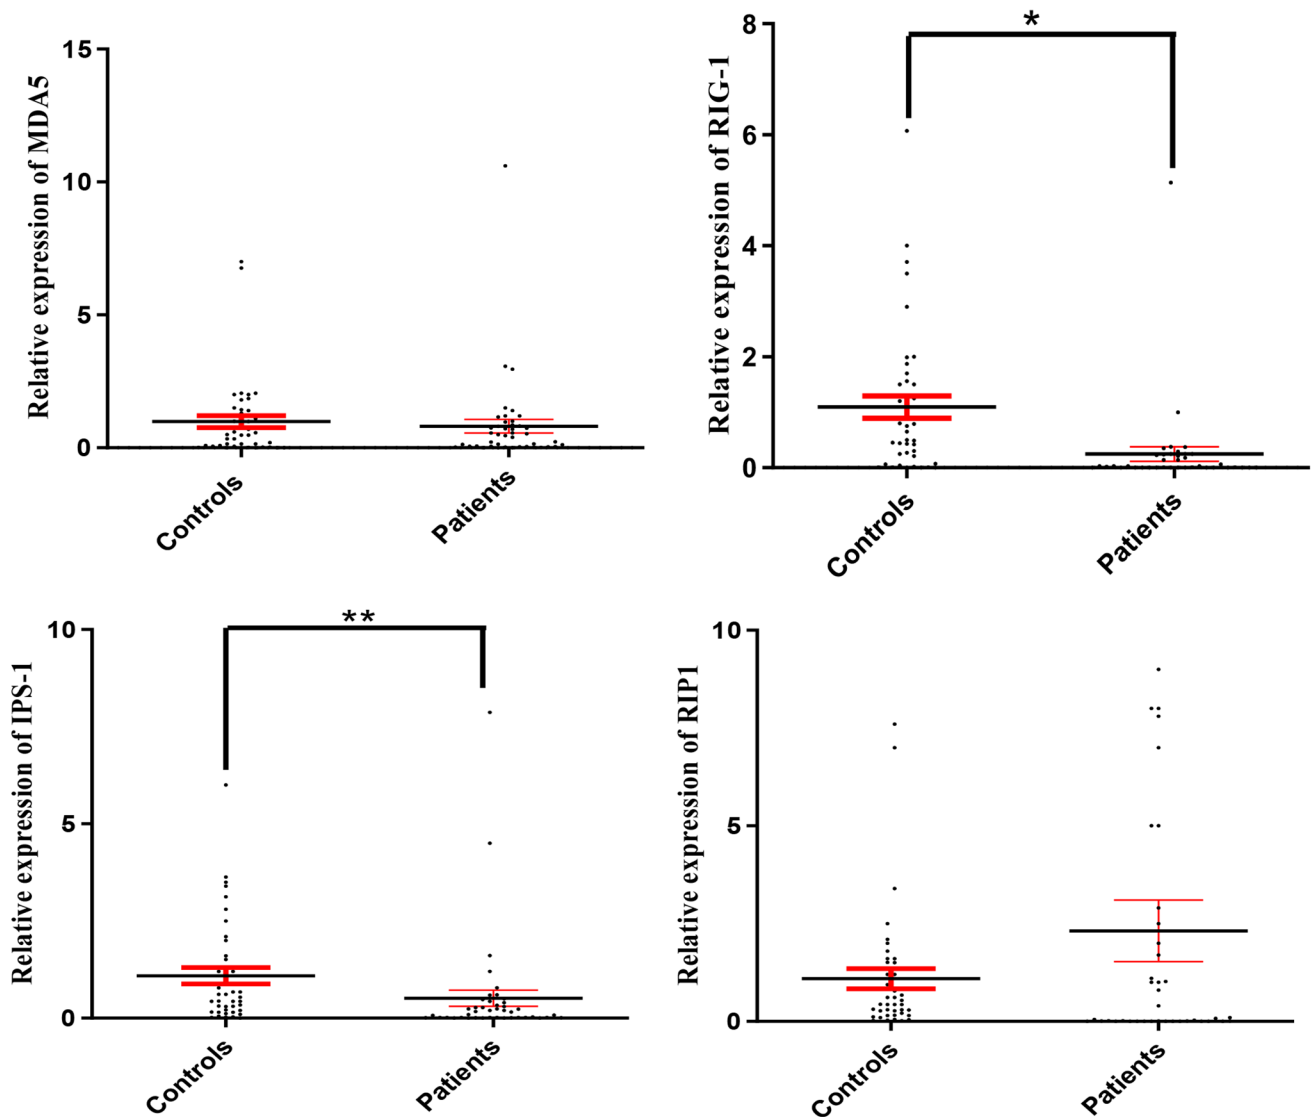 Relative expression of MDA5
15
10
5
0
Controls
Patients
Relative expression of RIG-1
8
6
4
2
0
*
Controls
Patients
Relative expression of IPS-1
10
5
0
**
Controls
Patients
Relative expression of RIP1
10
5
0
Controls
Patients